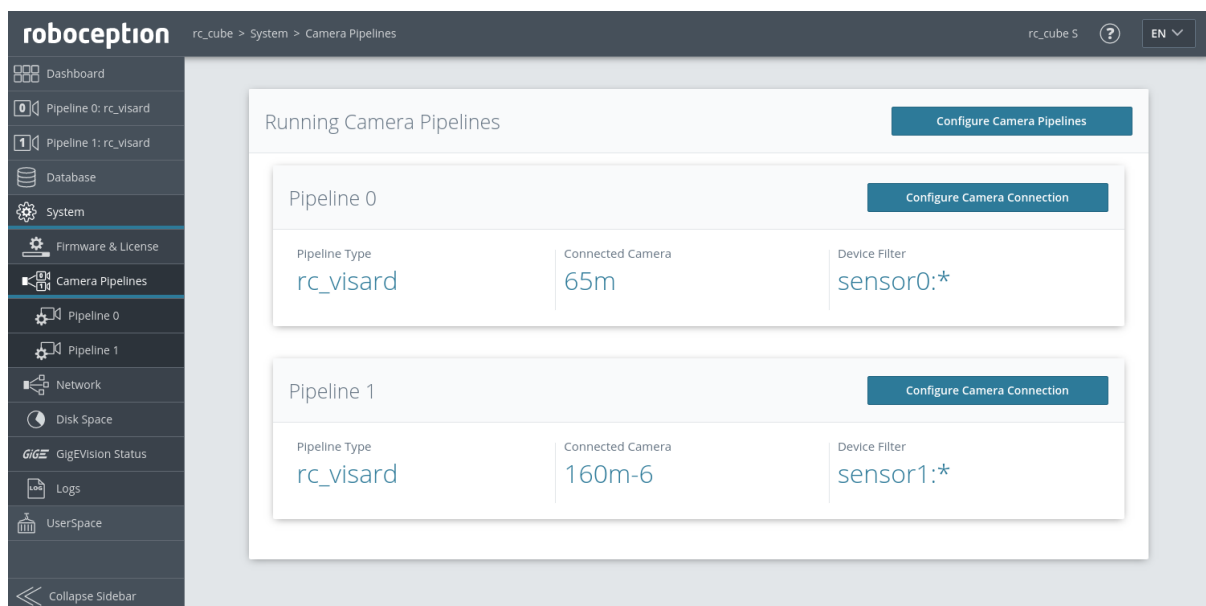 roboception
rc_cube > System > Camera Pipelines
rc_cube S
?
EN
Dashboard
0 Pipeline 0: rc_visard
1 Pipeline 1: rc_visard
Database
System
Firmware & License
0
1 Camera Pipelines
Pipeline 0
Pipeline 1
Network
Disk Space
GIGE GigEVision Status
LOG Logs
UserSpace
Collapse Sidebar
Running Camera Pipelines
Configure Camera Pipelines
Pipeline 0
Configure Camera Connection
Pipeline Type
Connected Camera
Device Filter
rc_visard
65m
sensor0:*
Pipeline 1
Configure Camera Connection
Pipeline Type
Connected Camera
Device Filter
rc_visard
160m-6
sensor1:*